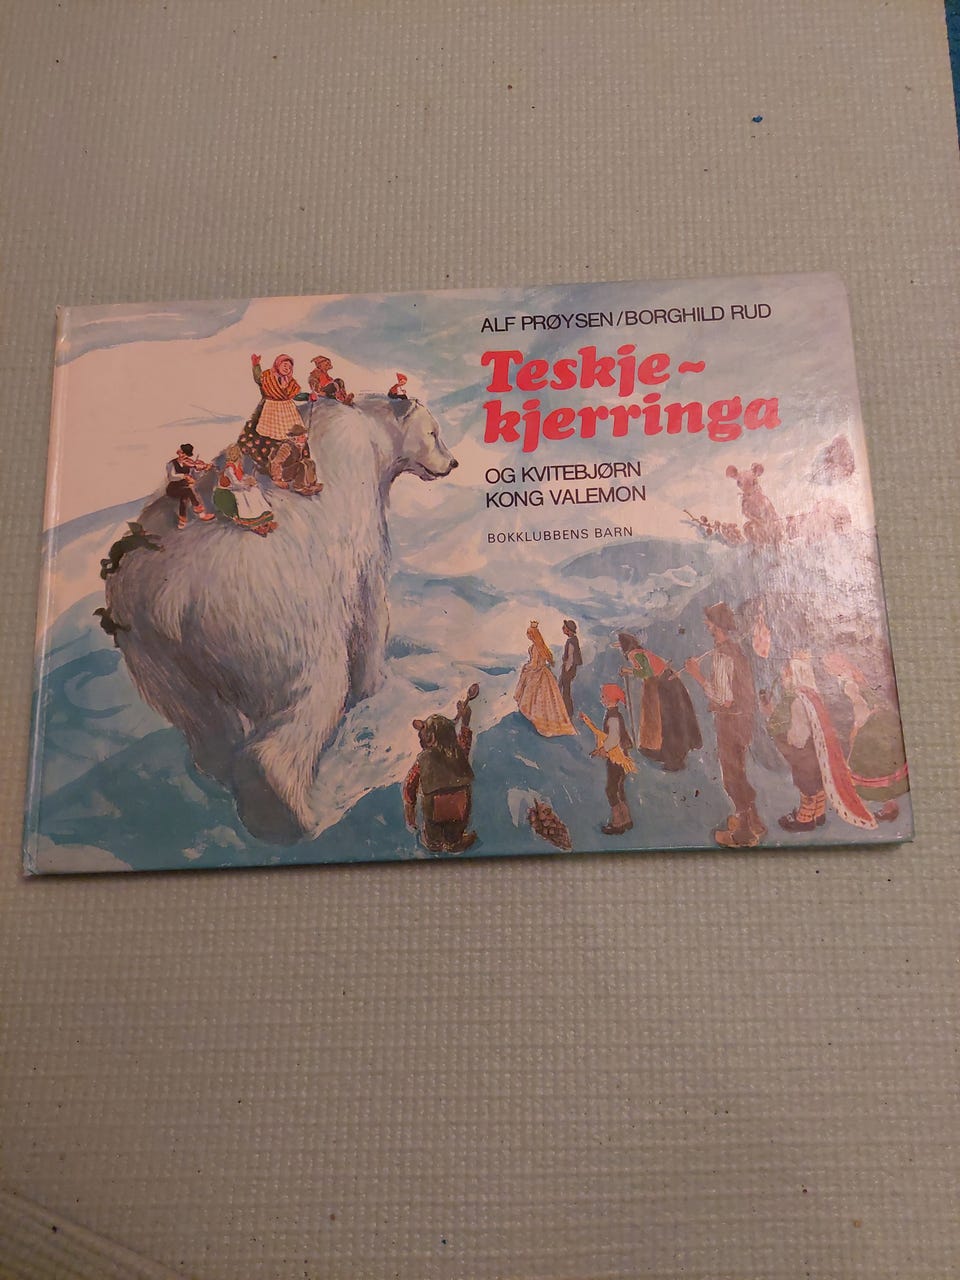 ALF PRØYSEN/BORGHILD RUD
Teskje-
kjerringa
OG KVITEBJØRN
KONG VALEMON
BOKKLUBBENS BARN